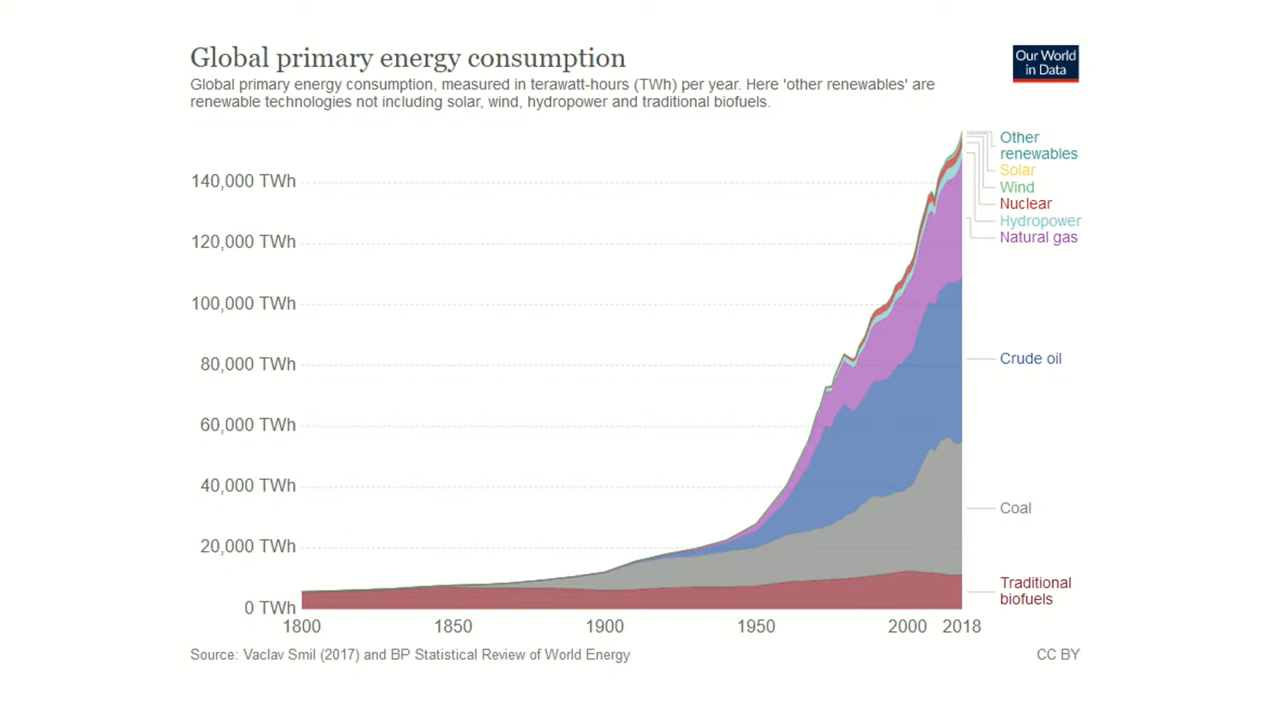 Global primary energy consumption
Our World
in Data
Global primary energy consumption, measured in terawatt-hours (TWh) per year. Here 'other renewables' are
renewable technologies not including solar, wind, hydropower and traditional biofuels.
Other
renewables
Solar
Wind
Nuclear
Hydropower
Natural gas
Crude oil
Coal
Traditional
biofuels
140,000 TWh
120,000 TWh
100,000 TWh
80,000 TWh
60,000 TWh
40,000 TWh
20,000 TWh
0 TWh
1800 1850 1900 1950 2000 2018
Source: Vaclav Smil (2017) and BP Statistical Review of World Energy
CC BY